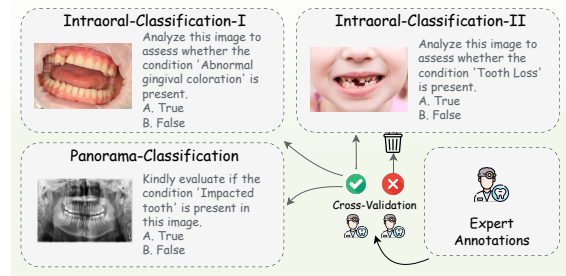 Intraoral-Classification-I
Analyze this image to
assess whether the
condition 'Abnormal
gingival coloration' is
present.
A. True
B. False
Intraoral-Classification-II
Analyze this image to
assess whether the
condition 'Tooth Loss'
is present.
A. True
B. False
Panorama-Classification
Kindly evaluate if the
condition 'Impacted
tooth' is present in
this image.
A. True
B. False
Cross-Validation
Expert
Annotations